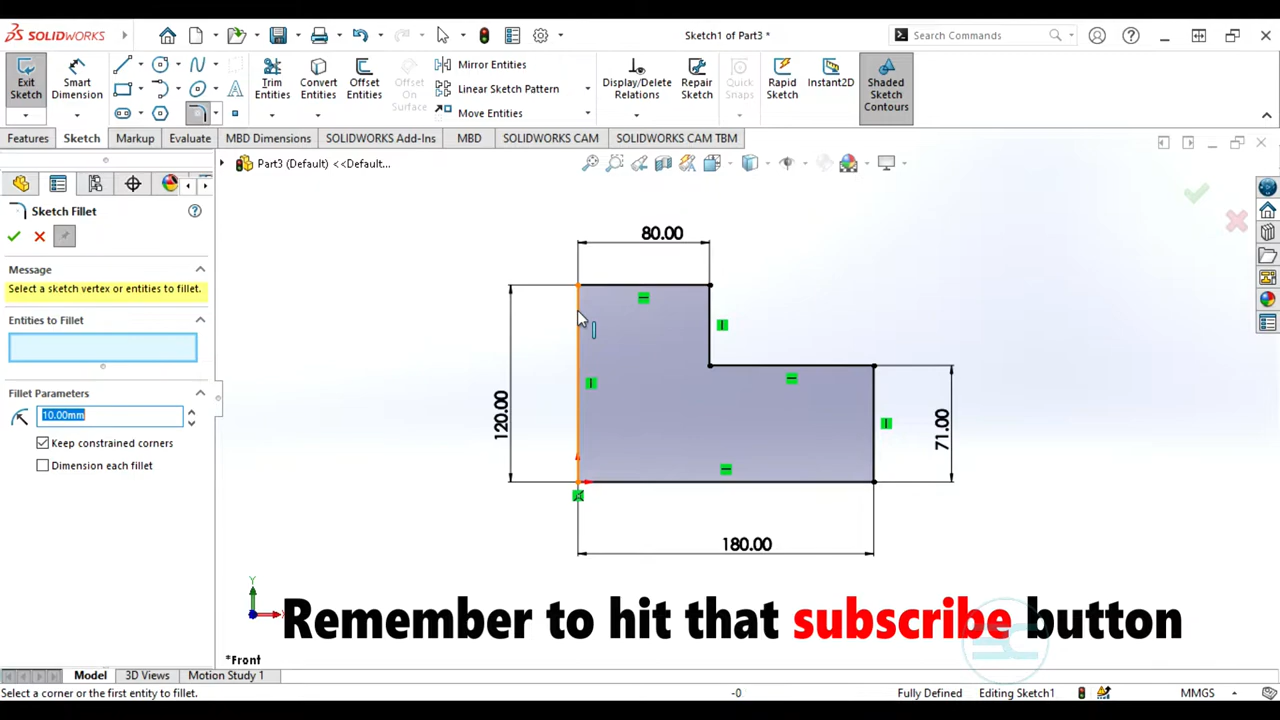 SOLIDWORKS
Sketch1 of Part3 *
Search Commands
Exit Sketch
Smart Dimension
Trim Entities
Convert Entities
Offset Entities
Offset On Surface
Mirror Entities
Linear Sketch Pattern
Move Entities
Display/Delete Relations
Repair Sketch
Quick Snaps
Rapid Sketch
Instant2D
Shaded Sketch Contours
Features
Sketch
Markup
Evaluate
MBD Dimensions
SOLIDWORKS Add-Ins
MBD
SOLIDWORKS CAM
SOLIDWORKS CAM TBM
Part3 (Default) <<Default...
Sketch Fillet
Message
Select a sketch vertex or entities to fillet.
Entities to Fillet
Fillet Parameters
10.00mm
Keep constrained corners
Dimension each fillet
80.00
120.00
71.00
180.00
Y
Remember to hit that subscribe button
*Front
Model
3D Views
Motion Study 1
Select a corner or the first entity to fillet.
-0
Fully Defined
Editing Sketch1
MMGS